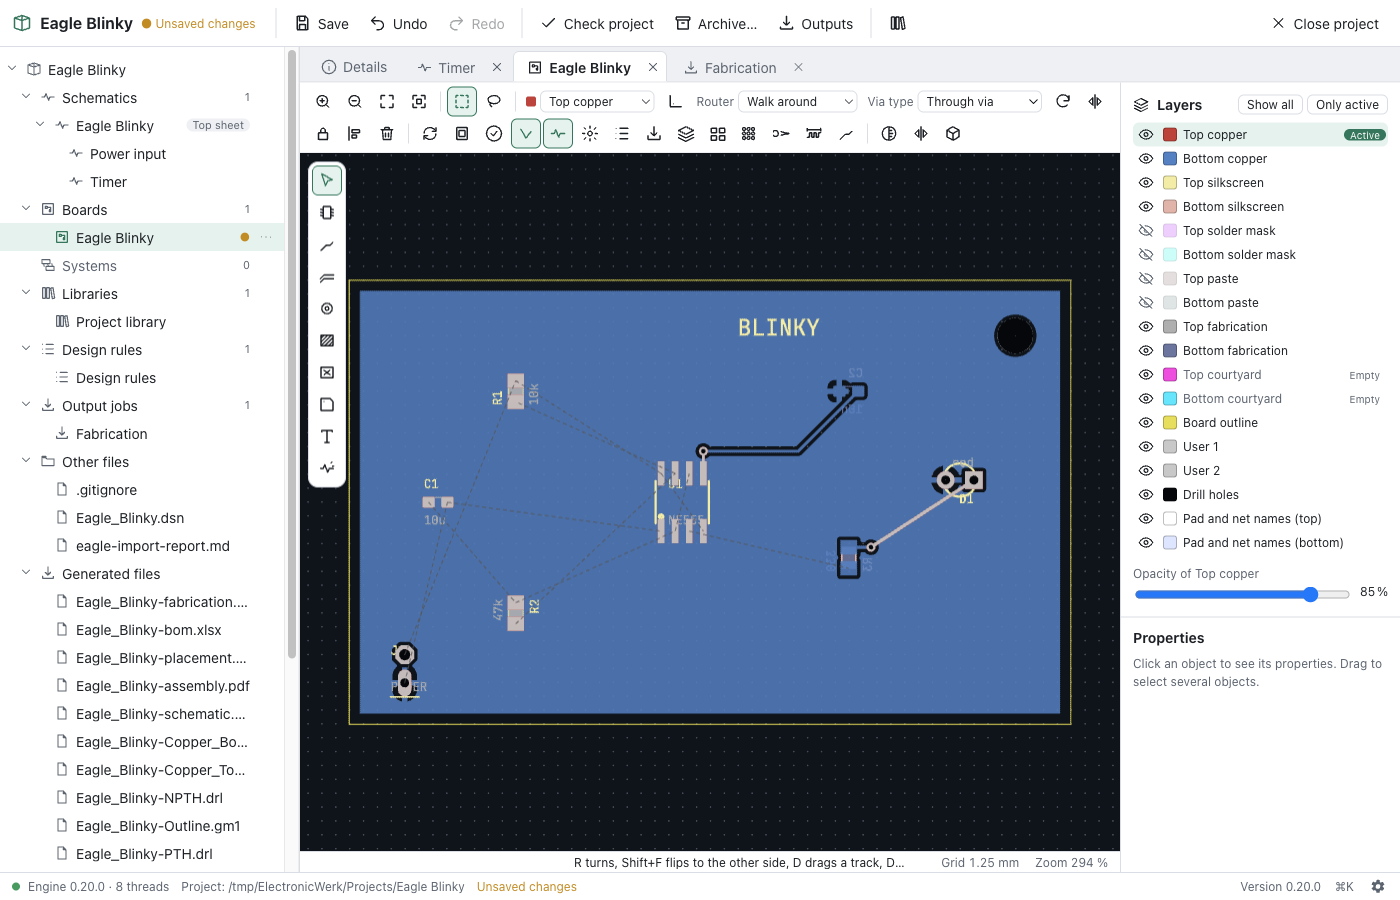 Eagle Blinky
Unsaved changes
Save
Undo
Redo
Check project
Archive...
Outputs
Close project
Eagle Blinky
Schematics 1
Eagle Blinky Top sheet
Power input
Timer
Boards 1
Eagle Blinky
Systems 0
Libraries 1
Project library
Design rules 1
Design rules
Output jobs 1
Fabrication
Other files
.gitignore
Eagle_Blinky.dsn
eagle-import-report.md
Generated files
Eagle_Blinky-fabrication....
Eagle_Blinky-bom.xlsx
Eagle_Blinky-placement....
Eagle_Blinky-assembly.pdf
Eagle_Blinky-schematic....
Eagle_Blinky-Copper_Bo...
Eagle_Blinky-Copper_To...
Eagle_Blinky-NPTH.drl
Eagle_Blinky-Outline.gm1
Eagle_Blinky-PTH.drl
Details
Timer
Eagle Blinky
Fabrication
Top copper
Router Walk around
Via type Through via
BLINKY
R1
10k
C2
C1
10u
red
D1
47k
R2
R turns, Shift+F flips to the other side, D drags a track, D...
Grid 1.25 mm
Zoom 294 %
Layers
Show all
Only active
Top copper Active
Bottom copper
Top silkscreen
Bottom silkscreen
Top solder mask
Bottom solder mask
Top paste
Bottom paste
Top fabrication
Bottom fabrication
Top courtyard Empty
Bottom courtyard Empty
Board outline
User 1
User 2
Drill holes
Pad and net names (top)
Pad and net names (bottom)
Opacity of Top copper
85 %
Properties
Click an object to see its properties. Drag to
select several objects.
Engine 0.20.0 · 8 threads
Project: /tmp/ElectronicWerk/Projects/Eagle Blinky
Unsaved changes
Version 0.20.0
⌘K